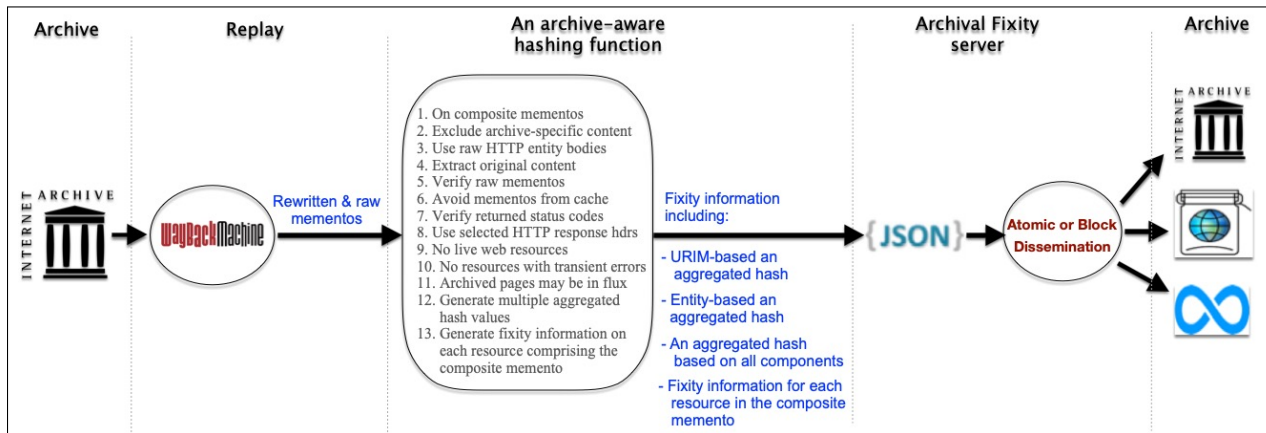 Archive
Replay
An archive-aware
hashing function
Archival Fixity
server
Archive
INTERNET
ARCHIVE
WayBackMachine
Rewritten & raw
mementos
1. On composite mementos
2. Exclude archive-specific content
3. Use raw HTTP entity bodies
4. Extract original content
5. Verify raw mementos
6. Avoid mementos from cache
7. Verify returned status codes
8. Use selected HTTP response hdrs
9. No live web resources
10. No resources with transient errors
11. Archived pages may be in flux
12. Generate multiple aggregated
hash values
13. Generate fixity information on
each resource comprising the
composite memento
Fixity information
including:
- URIM-based an
aggregated hash
- Entity-based an
aggregated hash
- An aggregated hash
based on all components
- Fixity information for each
resource in the composite
memento
{JSON}
Atomic or Block
Dissemination
INTERNET
ARCHIVE